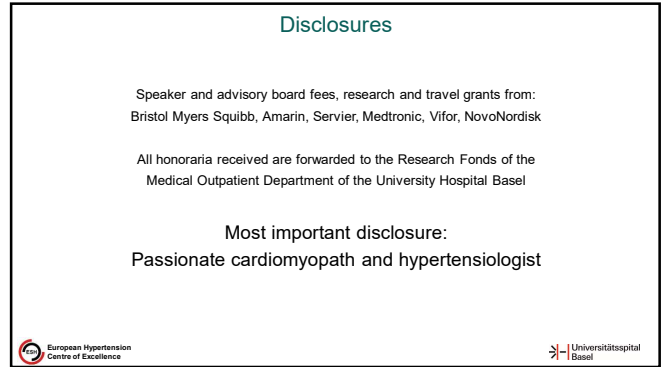 Disclosures
Speaker and advisory board fees, research and travel grants from:
Bristol Myers Squibb, Amarin, Servier, Medtronic, Vifor, NovoNordisk
All honoraria received are forwarded to the Research Fonds of the
Medical Outpatient Department of the University Hospital Basel
Most important disclosure:
Passionate cardiomyopath and hypertensiologist
ESH
European Hypertension
Centre of Excellence
Universitätsspital
Basel